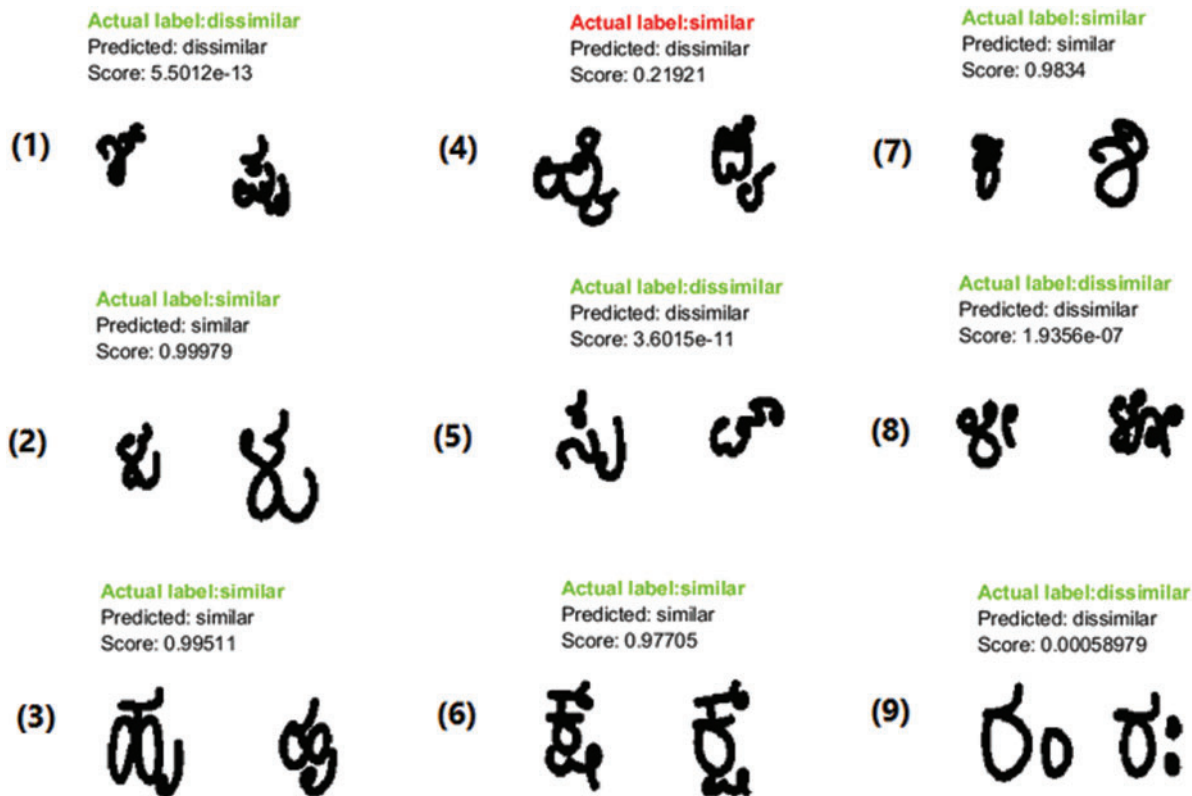 Actual label:dissimilar
Predicted: dissimilar
Score: 5.5012e-13
(1)
Actual label:similar
Predicted: dissimilar
Score: 0.21921
(4)
Actual label:similar
Predicted: similar
Score: 0.9834
(7)
Actual label:similar
Predicted: similar
Score: 0.99979
(2)
Actual label:dissimilar
Predicted: dissimilar
Score: 3.6015e-11
(5)
Actual label:dissimilar
Predicted: dissimilar
Score: 1.9356e-07
(8)
Actual label:similar
Predicted: similar
Score: 0.99511
(3)
Actual label:similar
Predicted: similar
Score: 0.97705
(6)
Actual label:dissimilar
Predicted: dissimilar
Score: 0.00058979
(9)